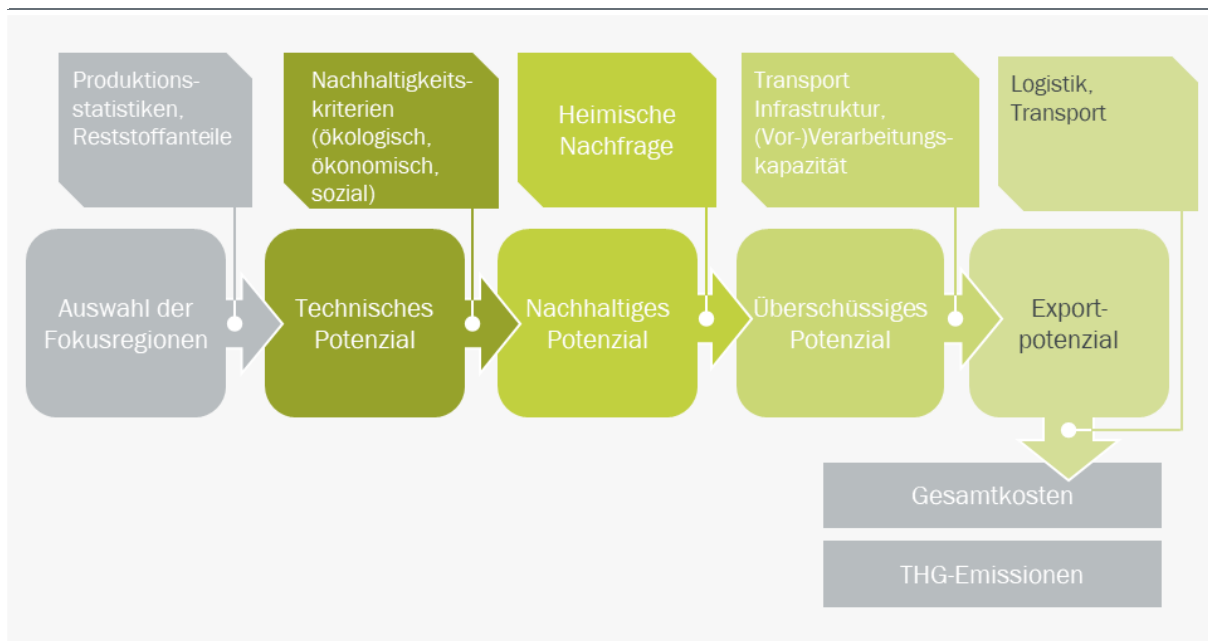 Produktions-
statistiken,
Reststoffanteile
Nachhaltigkeits-
kriterien
(ökologisch,
ökonomisch,
sozial)
Heimische
Nachfrage
Transport
Infrastruktur,
(Vor-)Verarbeitungs-
kapazität
Logistik,
Transport
Auswahl der
Fokusregionen
Technisches
Potenzial
Nachhaltiges
Potenzial
Überschüssiges
Potenzial
Export-
potenzial
Gesamtkosten
THG-Emissionen